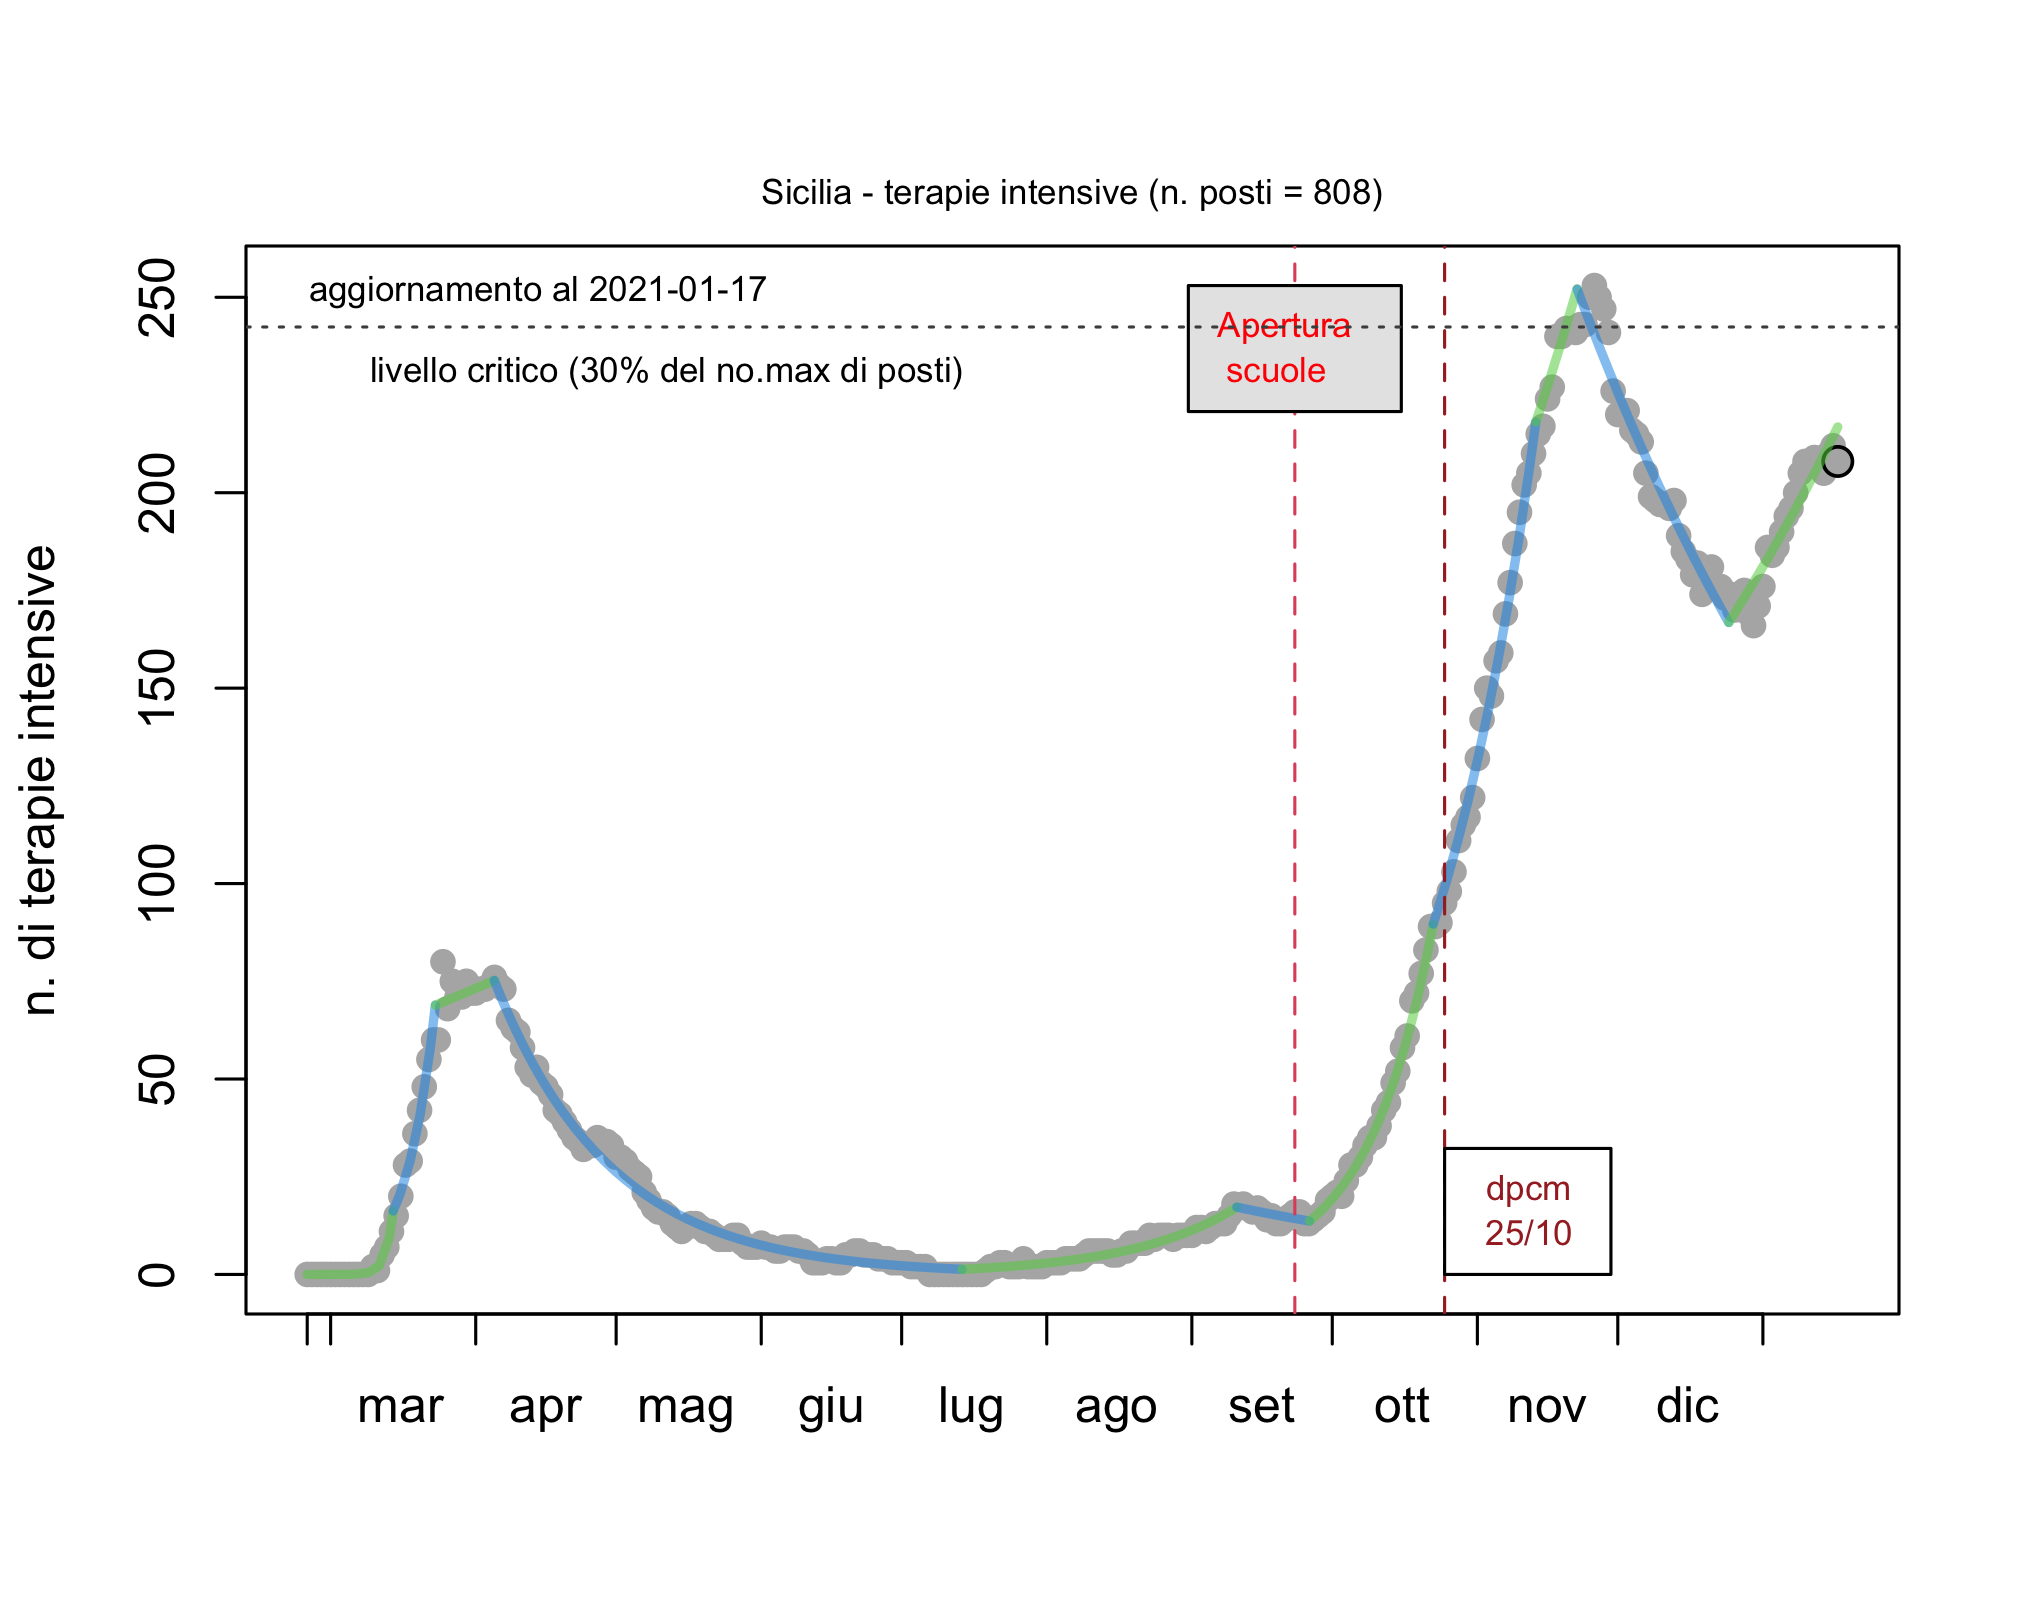 Sicilia - terapie intensive (n. posti = 808)
aggiornamento al 2021-01-17
livello critico (30% del no.max di posti)
Apertura
scuole
n. di terapie intensive
250
200
150
100
50
0
dpcm
25/10
mar apr mag giu lug ago set ott nov dic